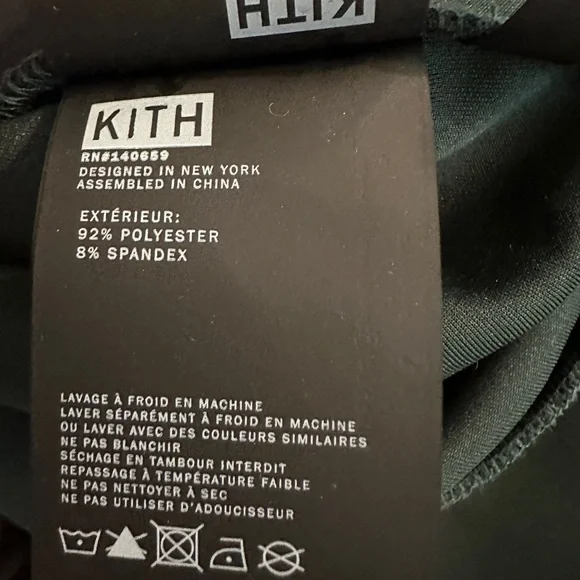 KITH
KITH
RN#140659
DESIGNED IN NEW YORK
ASSEMBLED IN CHINA
EXTÉRIEUR:
92% POLYESTER
8% SPANDEX
LAVAGE À FROID EN MACHINE
LAVER SÉPARÉMENT À FROID EN MACHINE
OU LAVER AVEC DES COULEURS SIMILAIRES
NE PAS BLANCHIR
SÉCHAGE EN TAMBOUR INTERDIT
REPASSAGE À TEMPÉRATURE FAIBLE
NE PAS NETTOYER À SEC
NE PAS UTILISER D'ADOUCISSEUR